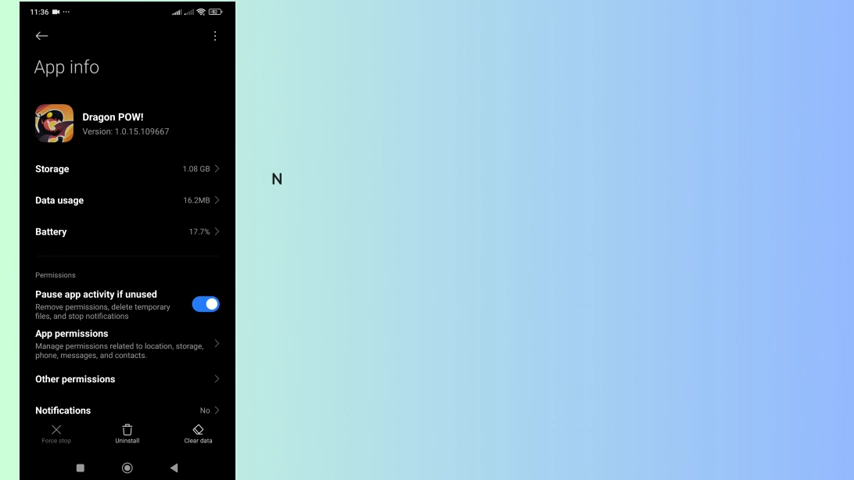 11:36
App info
Dragon POW!
Version: 1.0.15.109667
Storage 1.08 GB
Data usage 16.2MB
Battery 17.7%
N
Permissions
Pause app activity if unused
Remove permissions, delete temporary
files, and stop notifications
App permissions
Manage permissions related to location, storage,
phone, messages, and contacts.
Other permissions
Notifications No
Force stop Uninstall Clear data